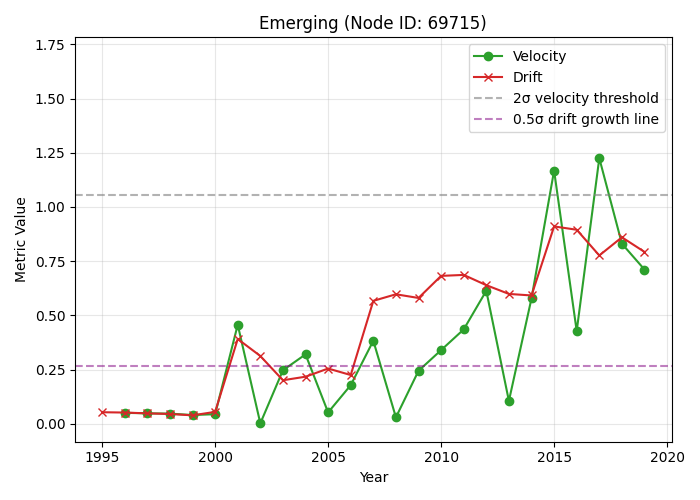 Emerging (Node ID: 69715)
Velocity
Drift
2σ velocity threshold
0.5σ drift growth line
Metric Value
1.75
1.50
1.25
1.00
0.75
0.50
0.25
0.00
1995
2000
2005
2010
2015
2020
Year